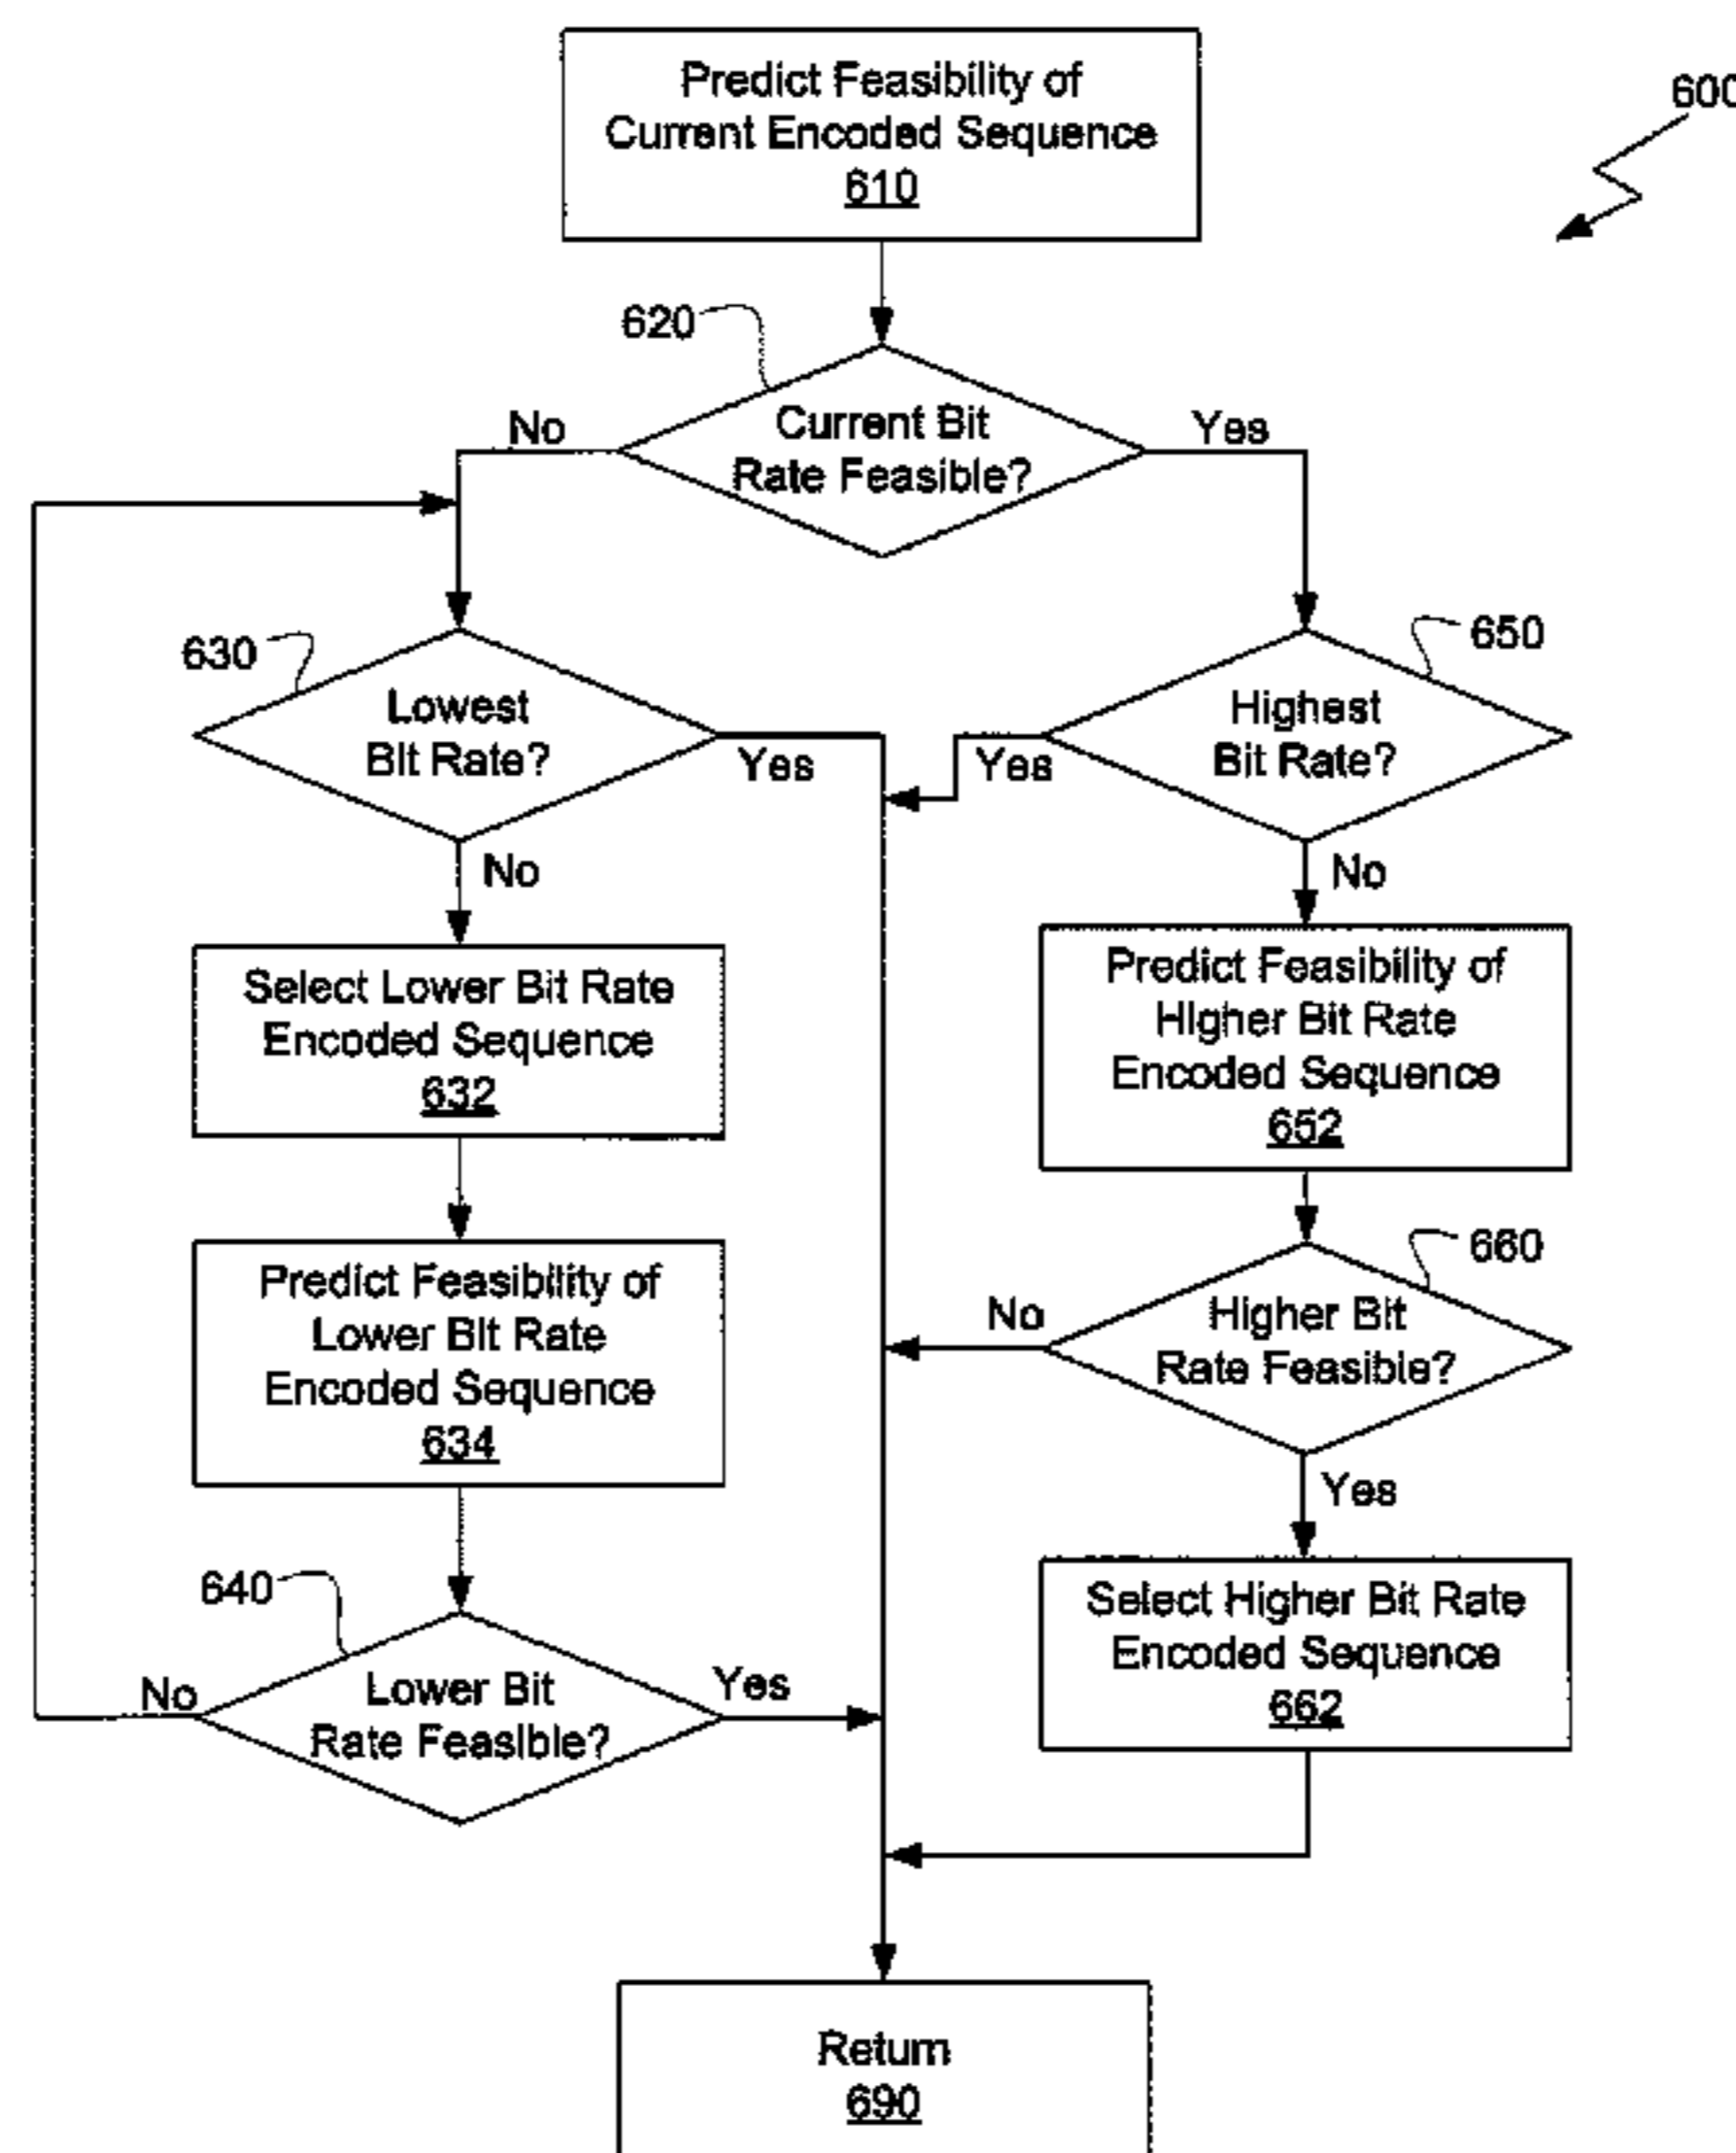 Predict Feasibility of
Current Encoded Sequence
610
600
620
Current Bit
Rate Feasible?
No
Yes
630
Lowest
Bit Rate?
Yes
No
650
Highest
Bit Rate?
Yes
No
Select Lower Bit Rate
Encoded Sequence
632
Predict Feasibility of
Higher Bit Rate
Encoded Sequence
652
Predict Feasibility of
Lower Bit Rate
Encoded Sequence
634
660
Higher Bit
Rate Feasible?
No
Yes
640
Lower Bit
Rate Feasible?
No
Yes
Select Higher Bit Rate
Encoded Sequence
662
Return
690